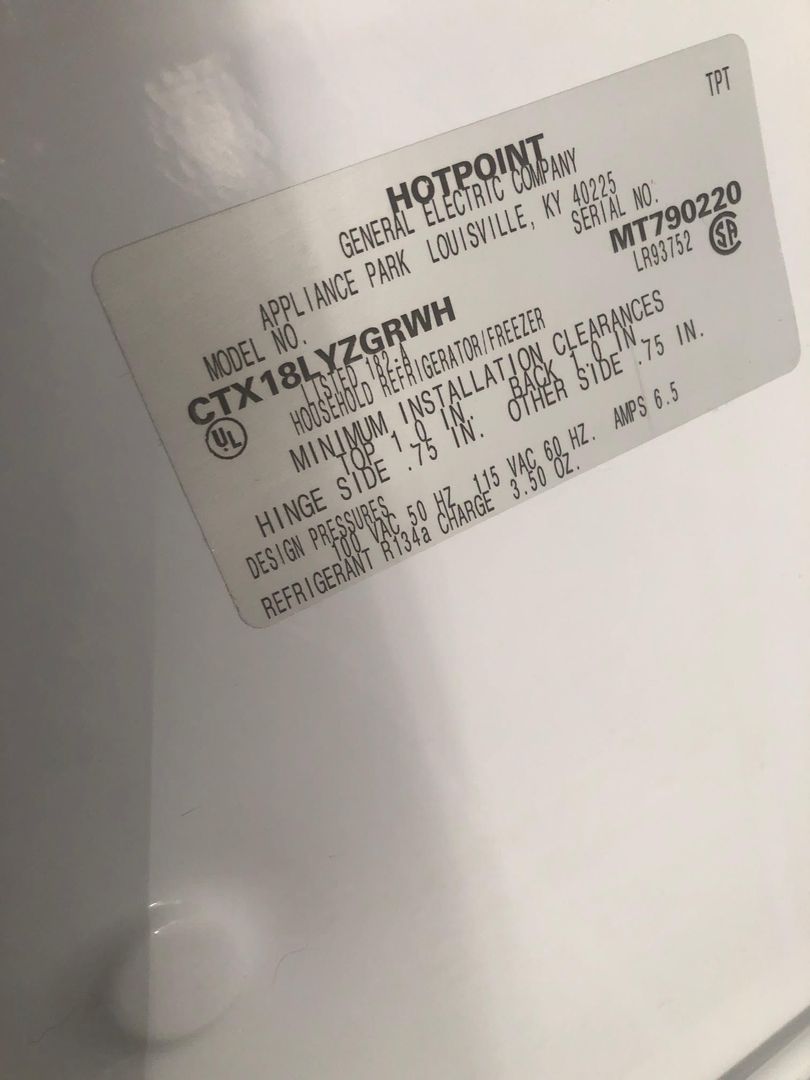 TPT
HOTPOINT
GENERAL ELECTRIC COMPANY
APPLIANCE PARK LOUISVILLE, KY 40225
MODEL NO. SERIAL NO.
CTX18LYZGRWH MT790220
UL LISTED 182-A LR93752 SA
HOUSEHOLD REFRIGERATOR/FREEZER
MINIMUM INSTALLATION CLEARANCES
TOP 1.0 IN. BACK 1.0 IN.
HINGE SIDE .75 IN. OTHER SIDE .75 IN.
DESIGN PRESSURES
100 VAC 50 HZ 115 VAC 60 HZ. AMPS 6.5
REFRIGERANT R134a CHARGE 3.50 OZ.